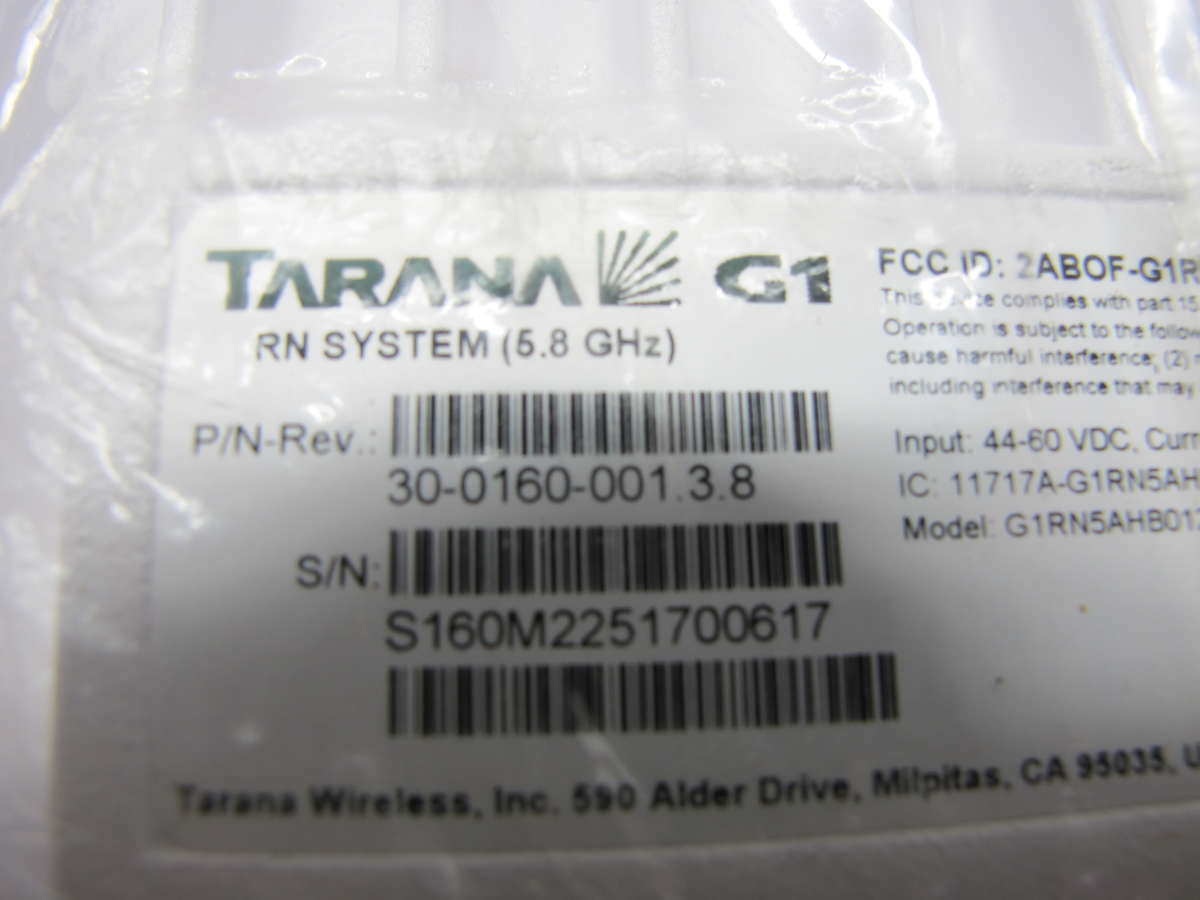 TARANA G1
RN SYSTEM (5.8 GHz)
P/N-Rev.:
30-0160-001.3.8
S/N:
S160M2251700617
Tarana Wireless, Inc. 590 Alder Drive, Milpitas, CA 95035, U
FCC ID: 2ABOF-G1R
This device complies with part 15
Operation is subject to the follow
cause harmful interference, (2)
including interference that may
Input: 44-60 VDC, Curr
IC: 11717A-G1RN5AH
Model: G1RN5AHB01